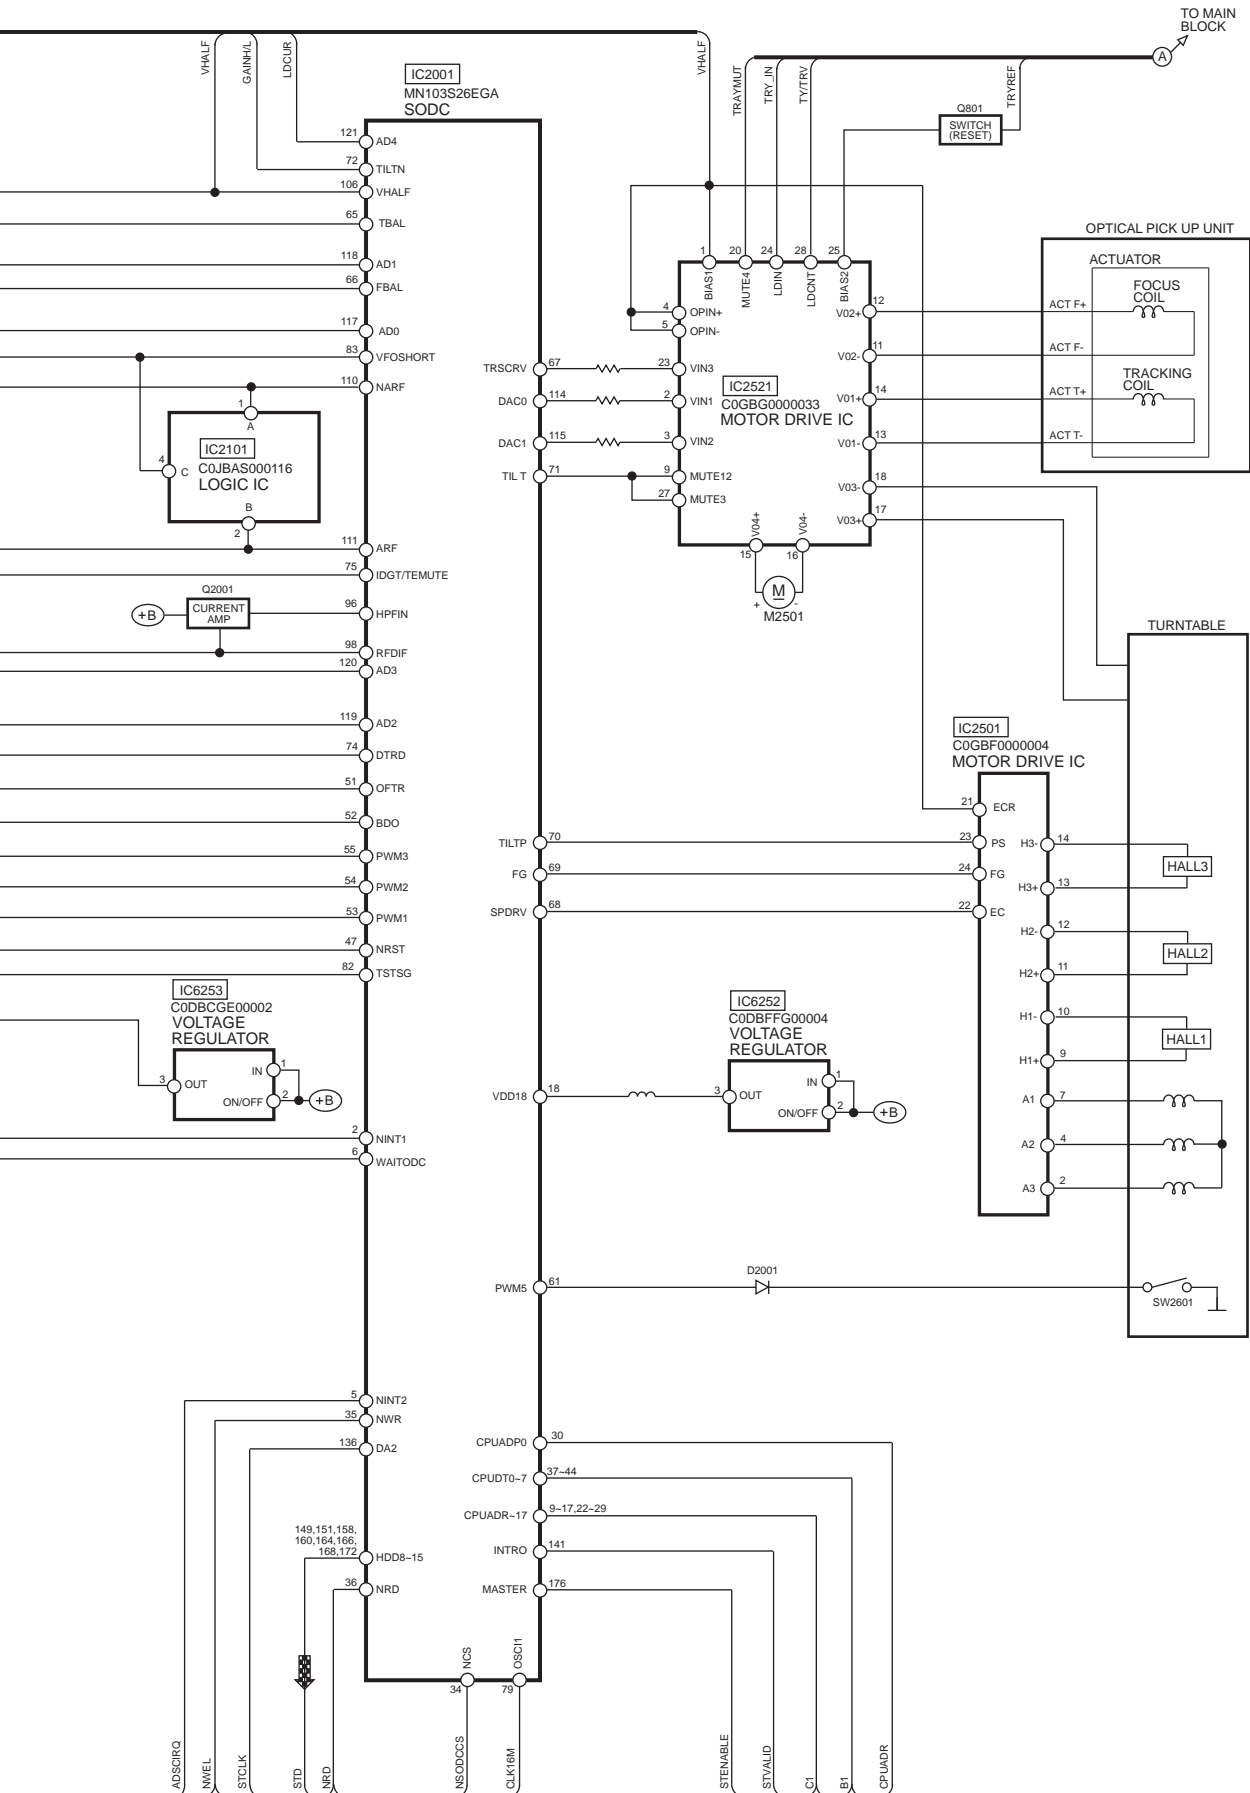 TO MAIN
BLOCK
A
VHALF
GAINH/L
LDCUR
VHALF
TRAYMUT
TRY_IN
TY/TRV
TRYREF
Q801
SWITCH
(RESET)
IC2001
MN103S26EGA
SODC
121
AD4
72
TILTN
106
VHALF
65
TBAL
118
AD1
66
FBAL
117
AD0
83
VFOSHORT
110
NARF
1
A
IC2101
C0JBAS000116
LOGIC IC
4
C
B
2
111
ARF
75
IDGT/TEMUTE
Q2001
CURRENT
AMP
+B
96
HPFIN
98
RFDIF
120
AD3
119
AD2
74
DTRD
51
OFTR
52
BDO
55
PWM3
54
PWM2
53
PWM1
47
NRST
82
TSTSG
IC6253
C0DBCGE00002
VOLTAGE
REGULATOR
3
OUT
IN
1
ON/OFF
2
+B
2
NINT1
6
WAITODC
5
NINT2
35
NWR
136
DA2
149,151,158,
160,164,166,
168,172
HDD8~15
36
NRD
NCS
34
OSCI1
79
TRSCRV
67
DAC0
114
DAC1
115
TIL T
71
TILTP
70
FG
69
SPDRV
68
VDD18
18
PWM5
61
CPUADP0
30
CPUDT0~7
37~44
CPUADR~17
9~17,22~29
INTRO
141
MASTER
176
1
BIAS1
20
MUTE4
24
LDIN
28
LDCNT
25
BIAS2
4
OPIN+
5
OPIN-
23
VIN3
2
VIN1
3
VIN2
9
MUTE12
27
MUTE3
IC2521
C0GBG0000033
MOTOR DRIVE IC
V02+
12
V02-
11
V01+
14
V01-
13
V03-
18
V03+
17
V04+
15
V04-
16
M
+
-
M2501
OPTICAL PICK UP UNIT
ACTUATOR
ACT F+
FOCUS
COIL
ACT F-
ACT T+
TRACKING
COIL
ACT T-
TURNTABLE
IC2501
C0GBF0000004
MOTOR DRIVE IC
21
ECR
23
PS
24
FG
22
EC
H3-
14
H3+
13
HALL3
H2-
12
H2+
11
HALL2
H1-
10
H1+
9
HALL1
A1
7
A2
4
A3
2
IC6252
C0DBFFG00004
VOLTAGE
REGULATOR
3
OUT
IN
1
ON/OFF
2
+B
D2001
SW2601
ADSCIRQ
NWEL
STCLK
STD
NRD
NSODCCS
CLK16M
STENABLE
STVALID
C1
B1
CPUADR